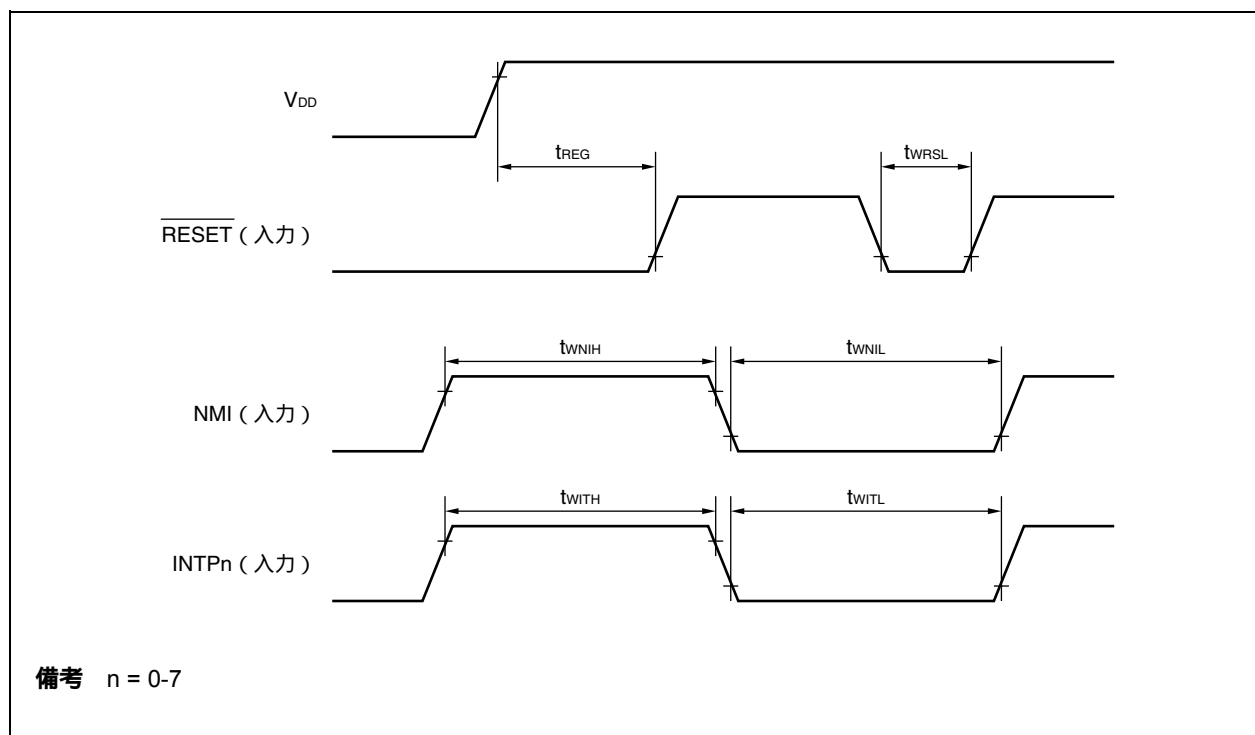 VDD
tREG
tWRSL
RESET（入力）
tWNIH
tWNIL
NMI（入力）
tWITH
tWITL
INTPn（入力）
備考 n = 0-7